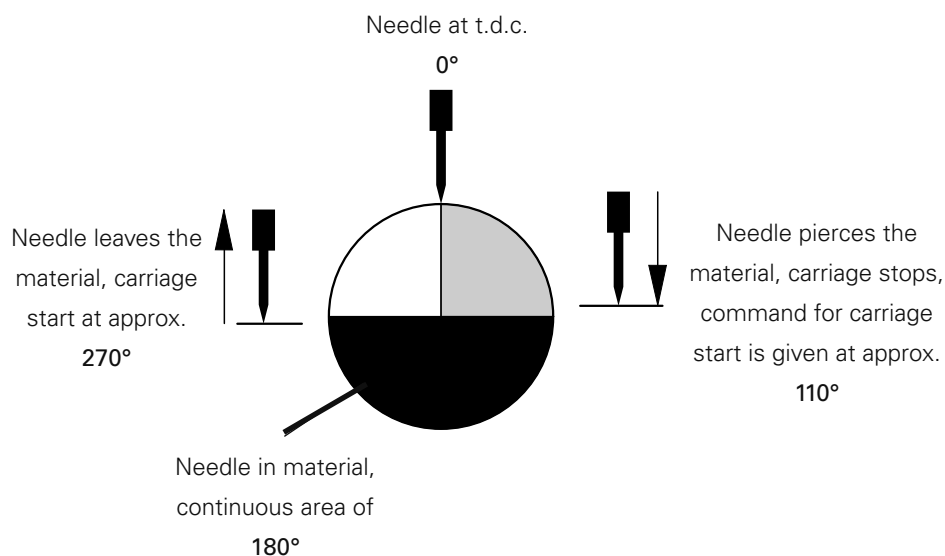 Needle at t.d.c.
0°
Needle leaves the
material, carriage
start at approx.
270°
Needle pierces the
material, carriage stops,
command for carriage
start is given at approx.
110°
Needle in material,
continuous area of
180°